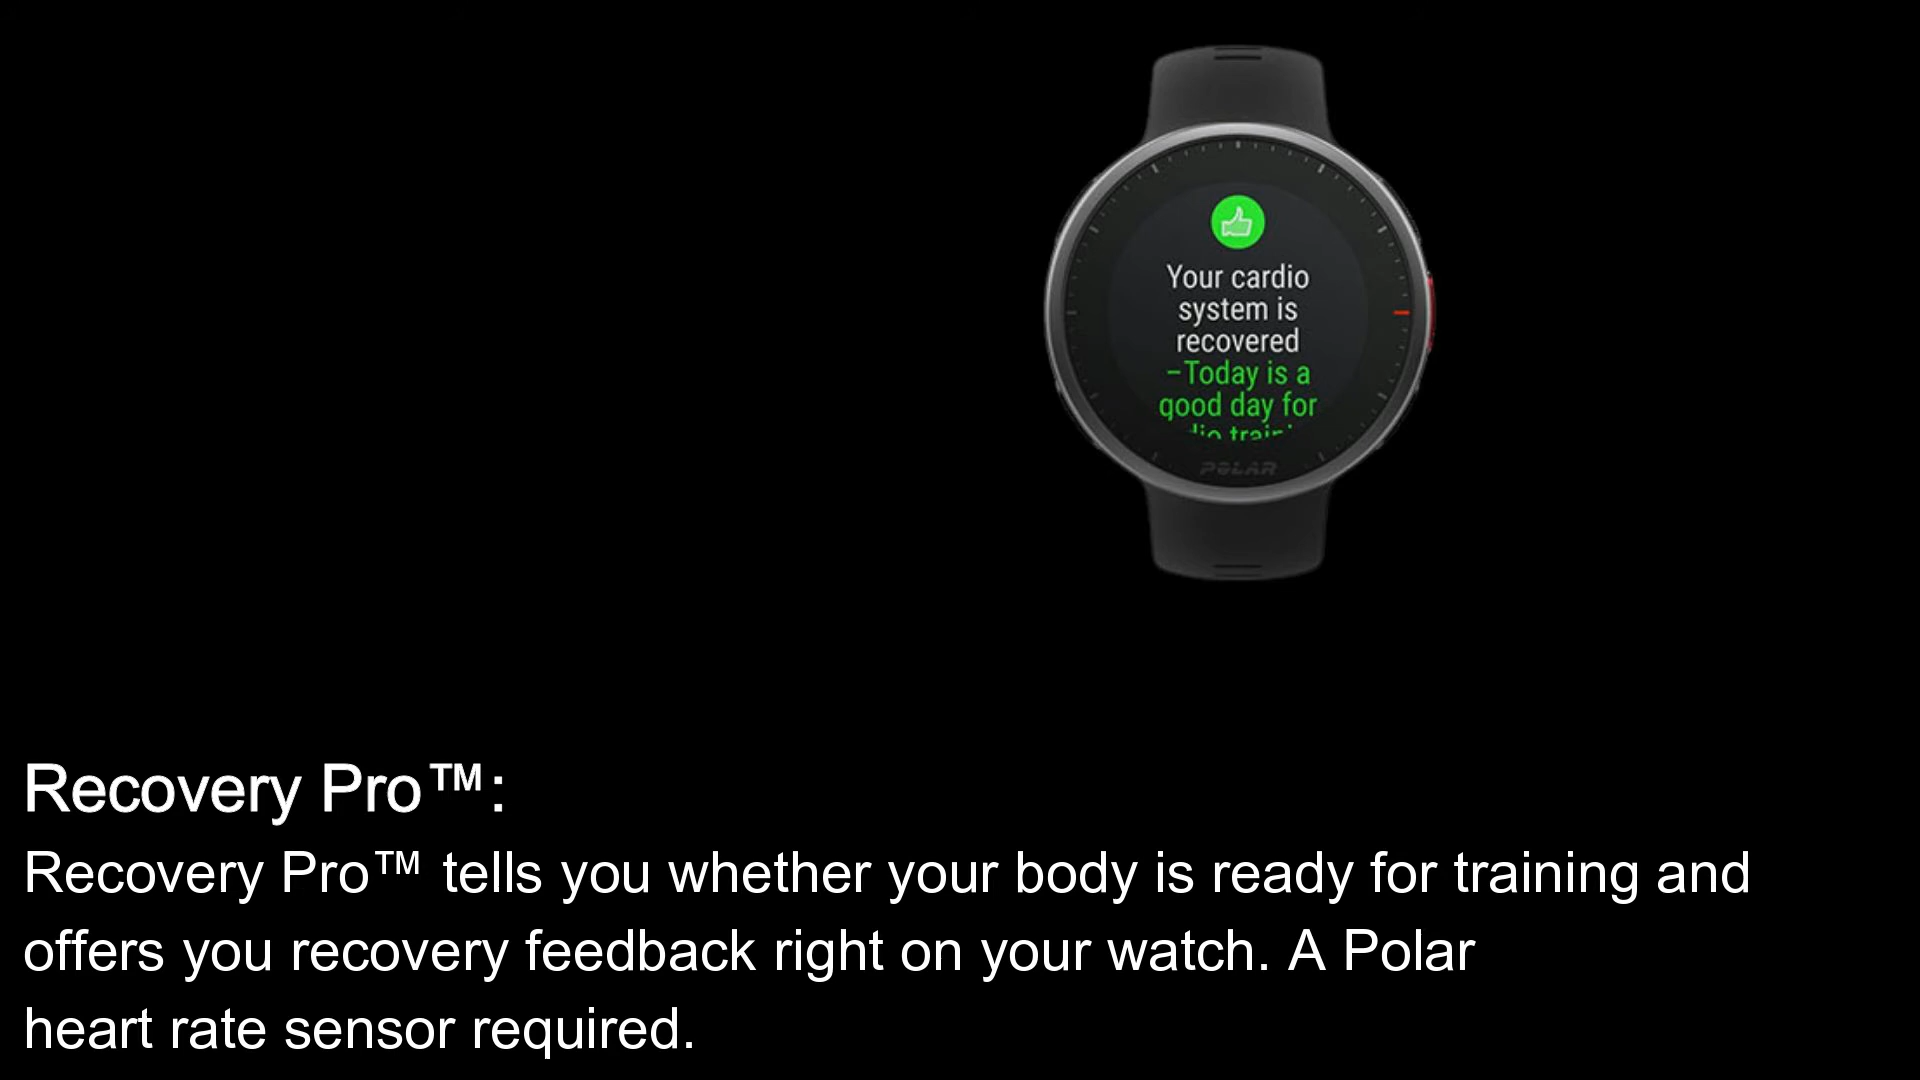 Your cardio
system is
recovered
–Today is a
good day for
POLAR
Recovery Pro™:
Recovery Pro™ tells you whether your body is ready for training and
offers you recovery feedback right on your watch. A Polar
heart rate sensor required.